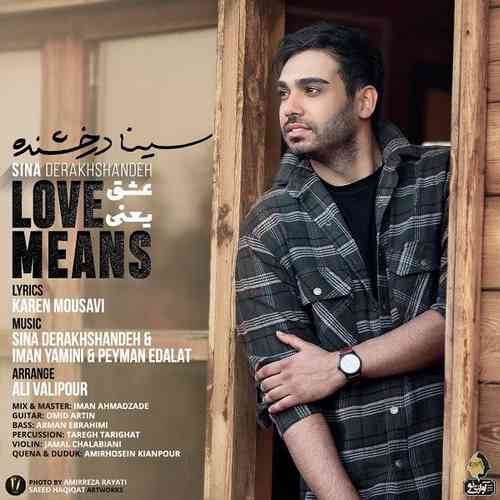 سینا درخشنده
SINA DERAKHSHANDEH
LOVE عشق
MEANS یعنی
LYRICS
KAREN MOUSAVI
MUSIC
SINA DERAKHSHANDEH &
IMAN YAMINI & PEYMAN EDALAT
ARRANGE
ALI VALIPOUR
MIX & MASTER: IMAN AHMADZADE
GUITAR: OMID ARTIN
BASS: ARMAN EBRAHIMI
PERCUSSION: TAREGH TARIGHAT
VIOLIN: JAMAL CHALABIANI
QUENA & DUDUK: AMIRHOSEIN KIANPOUR
PHOTO BY AMIRREZA RAYATI
SAEED HAQIQAT ARTWORKS